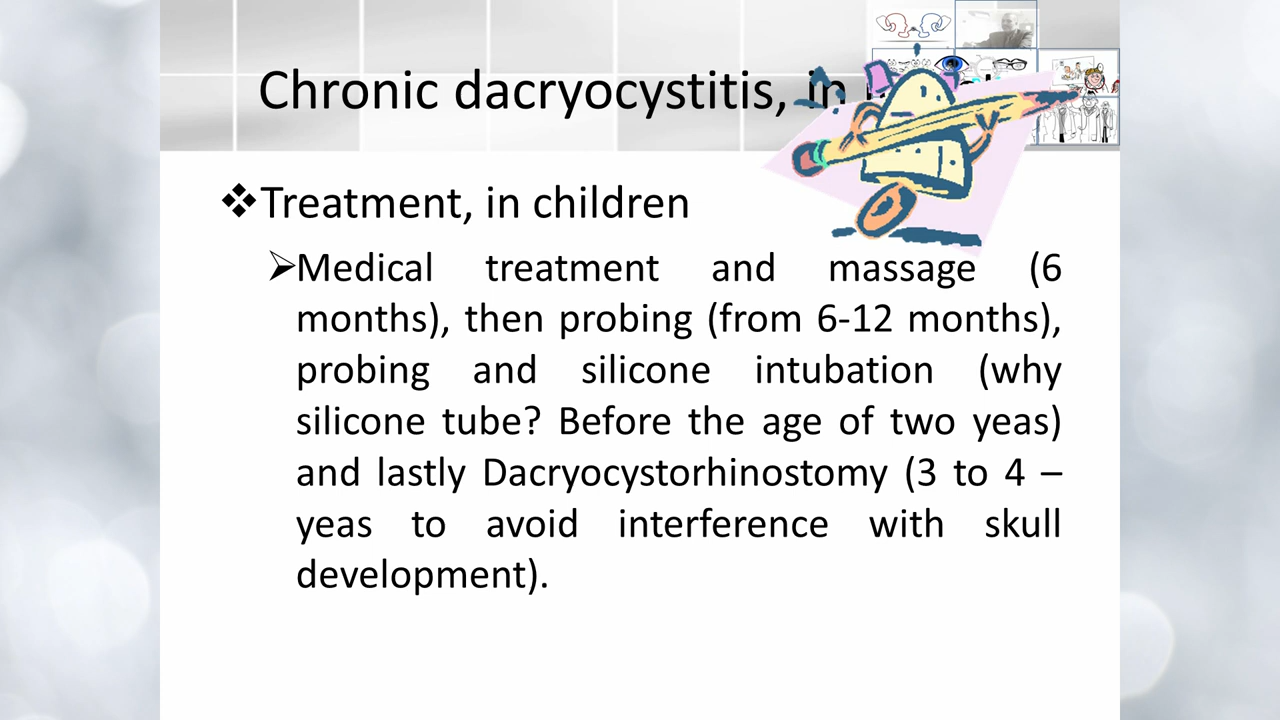 Chronic dacryocystitis, in
❖Treatment, in children
➢Medical treatment and massage (6
months), then probing (from 6-12 months),
probing and silicone intubation (why
silicone tube? Before the age of two yeas)
and lastly Dacryocystorhinostomy (3 to 4 –
yeas to avoid interference with skull
development).